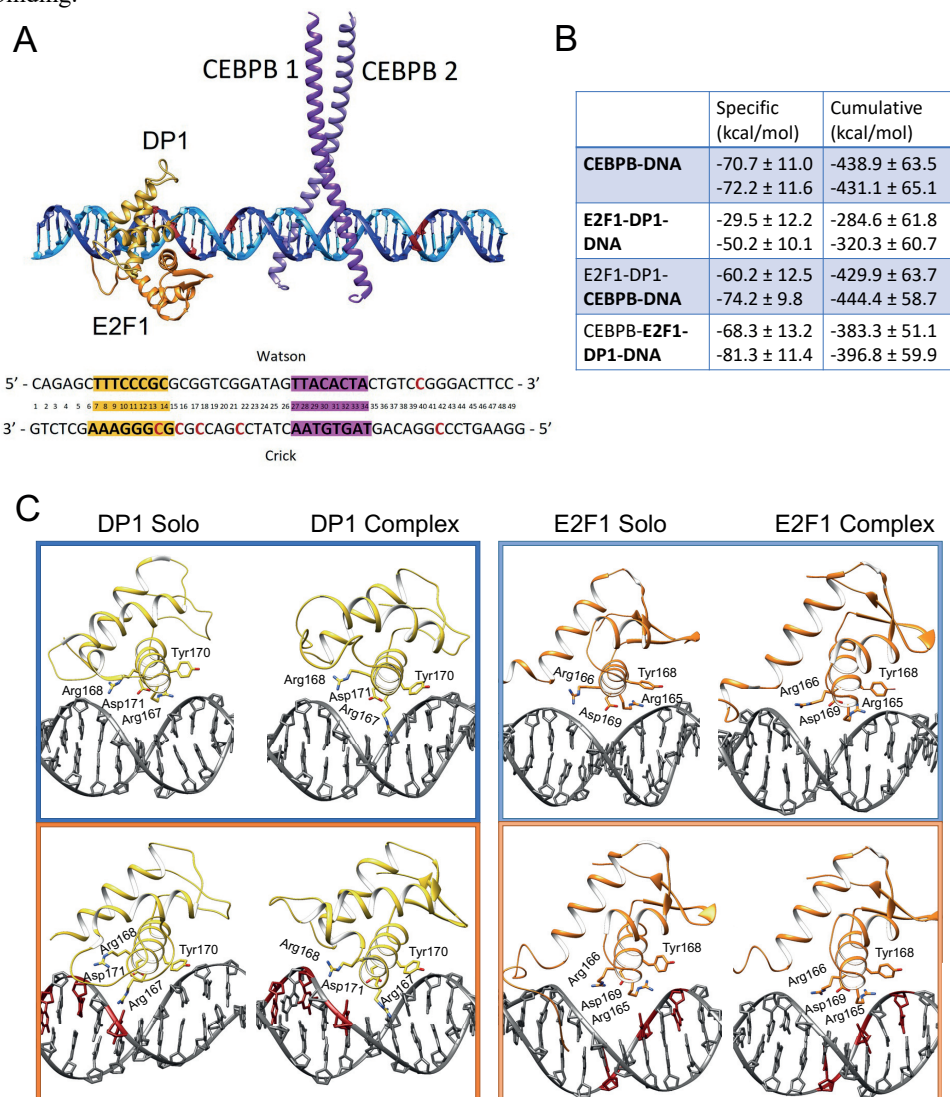 binding.
A
CEBPB 1
CEBPB 2
DP1
E2F1
Watson
5' - CAGAGCTTTCCCGCGCGGTCGGATAGTTACACTACTGTCCGGGACTTCC - 3'
1 2 3 4 5 6 7 8 9 10 11 12 13 14 15 16 17 18 19 20 21 22 23 24 25 26 27 28 29 30 31 32 33 34 35 36 37 38 39 40 41 42 43 44 45 46 47 48 49
3' - GTCTCGAAAGGGCGCGCCAGCCTATCAATGTGATGACAGGCCCTGAAGG - 5'
Crick
B
Specific (kcal/mol) Cumulative (kcal/mol)
CEBPB-DNA -70.7 ± 11.0 -438.9 ± 63.5
-72.2 ± 11.6 -431.1 ± 65.1
E2F1-DP1- -29.5 ± 12.2 -284.6 ± 61.8
DNA -50.2 ± 10.1 -320.3 ± 60.7
E2F1-DP1- -60.2 ± 12.5 -429.9 ± 63.7
CEBPB-DNA -74.2 ± 9.8 -444.4 ± 58.7
CEBPB-E2F1- -68.3 ± 13.2 -383.3 ± 51.1
DP1-DNA -81.3 ± 11.4 -396.8 ± 59.9
C
DP1 Solo
DP1 Complex
E2F1 Solo
E2F1 Complex
Tyr170
Arg168
Asp171
Arg167
Tyr170
Arg168
Asp171
Arg167
Arg166
Tyr168
Asp169
Arg165
Arg166
Tyr168
Asp169
Arg165
Arg168
Tyr170
Asp171
Arg167
Arg168
Tyr170
Asp171
Arg167
Tyr168
Arg166
Asp169
Arg165
Tyr168
Arg166
Asp169
Arg165